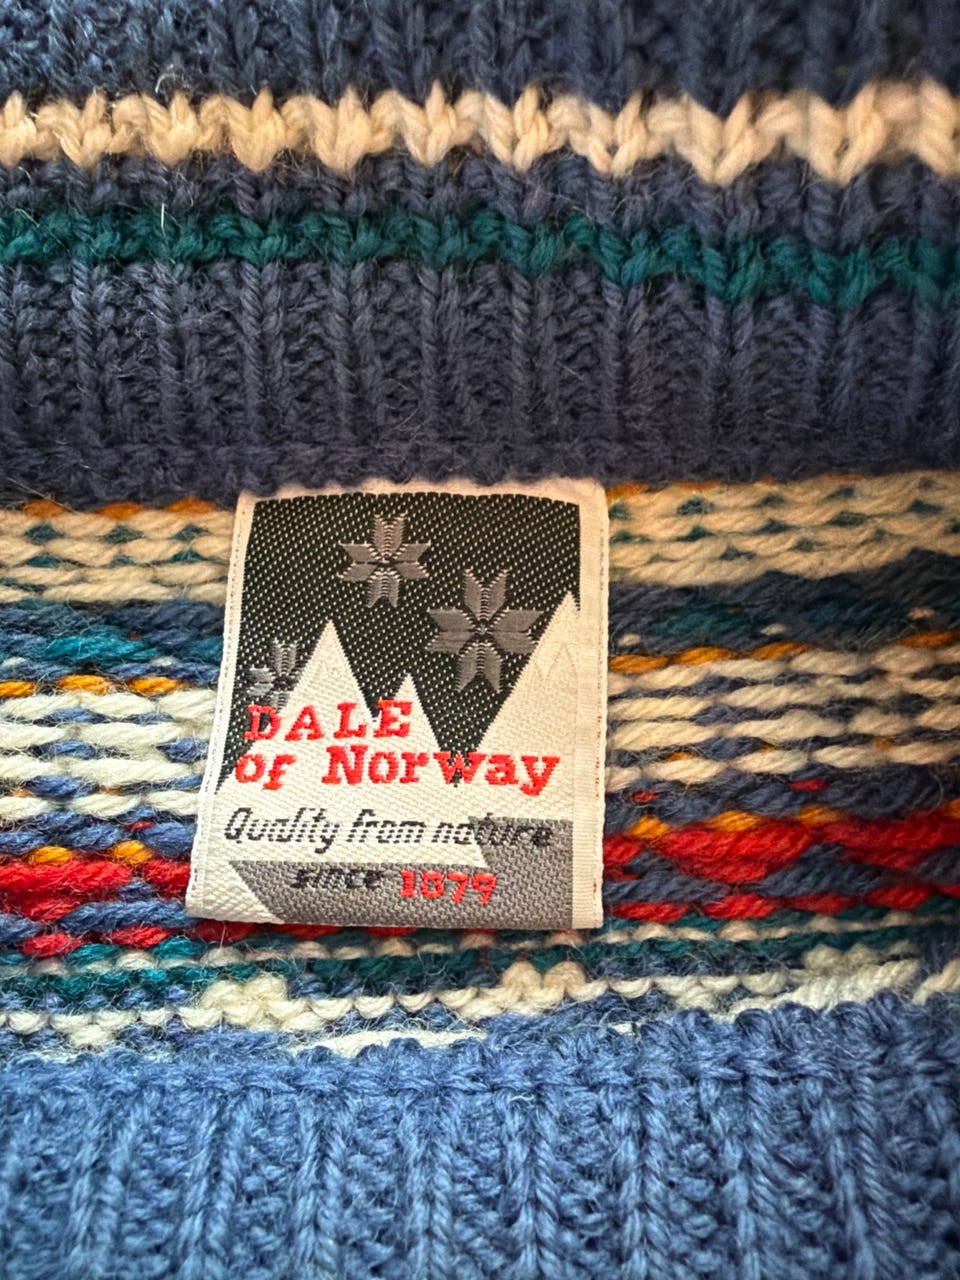 DALE
of Norway
Quality from nature
since 1879